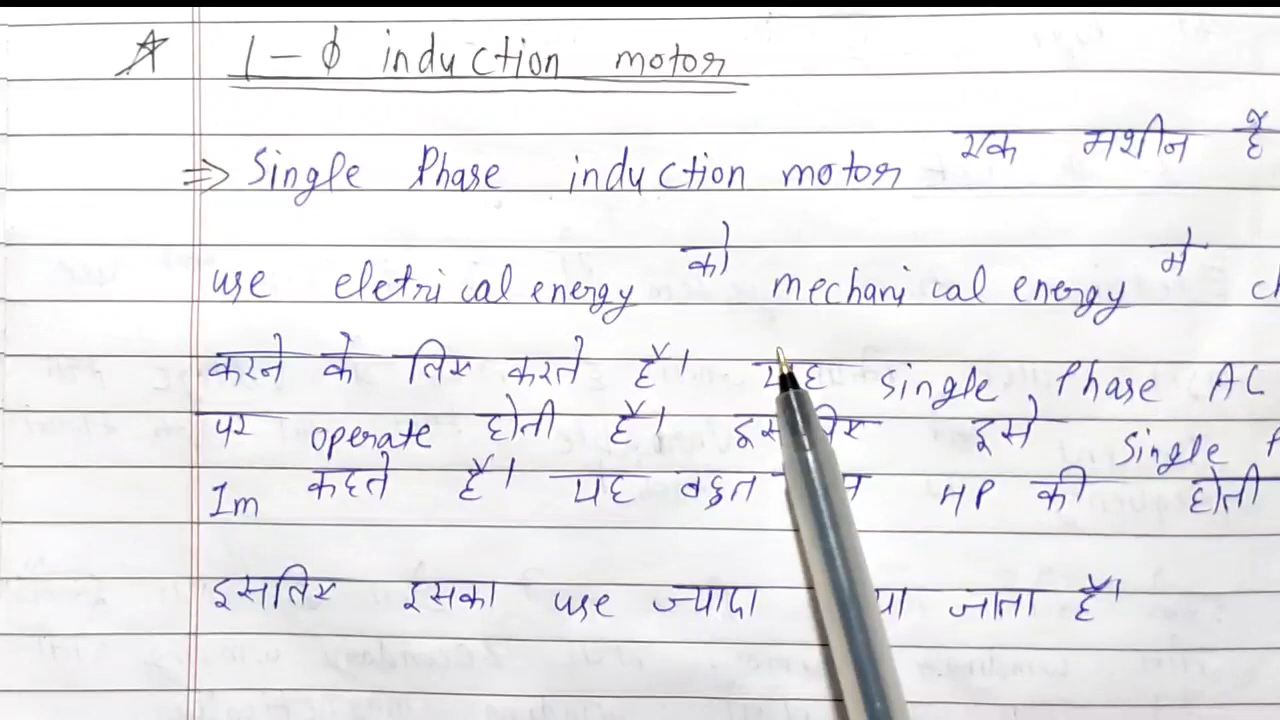 1-ϕ induction motor
⇒ Single Phase induction motor एक मशीन है
use eletrical energy को mechanical energy में
करने के लिए करते हैं। यह Single Phase AC
पर operate होती हैं। इसे Single
Im कहते हैं। यह बहुत HP की होती
इसलिए इसका use ज्यादा जाता हैं।